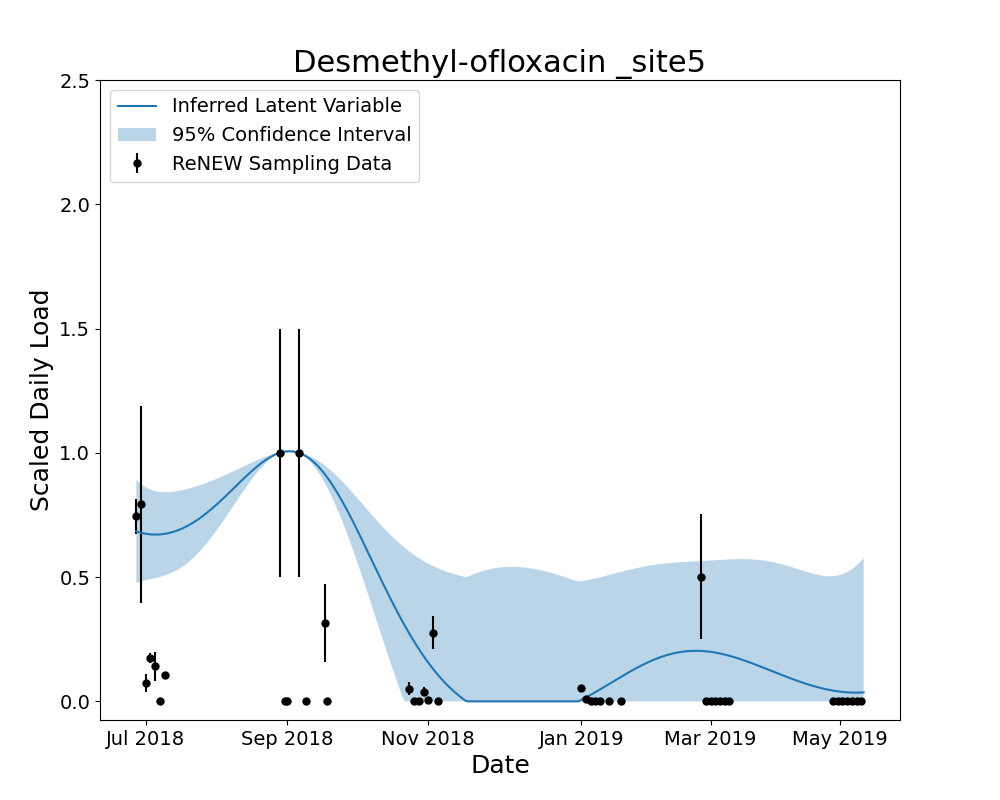 Desmethyl-ofloxacin _site5
Inferred Latent Variable
95% Confidence Interval
ReNEW Sampling Data
Scaled Daily Load
2.5
2.0
1.5
1.0
0.5
0.0
Jul 2018 Sep 2018 Nov 2018 Jan 2019 Mar 2019 May 2019
Date